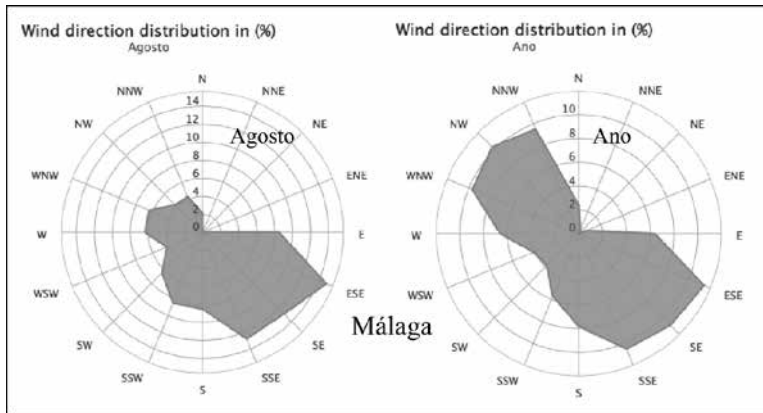 Wind direction distribution in (%)
Agosto
N
NNE
NE
ENE
E
ESE
SE
SSE
S
SSW
SW
WSW
W
WNW
NW
NNW
14
12
10
8
6
4
2
0
Agosto
Wind direction distribution in (%)
Ano
N
NNE
NE
ENE
E
ESE
SE
SSE
S
SSW
SW
WSW
W
WNW
NW
NNW
10
8
6
4
2
0
Ano
Málaga